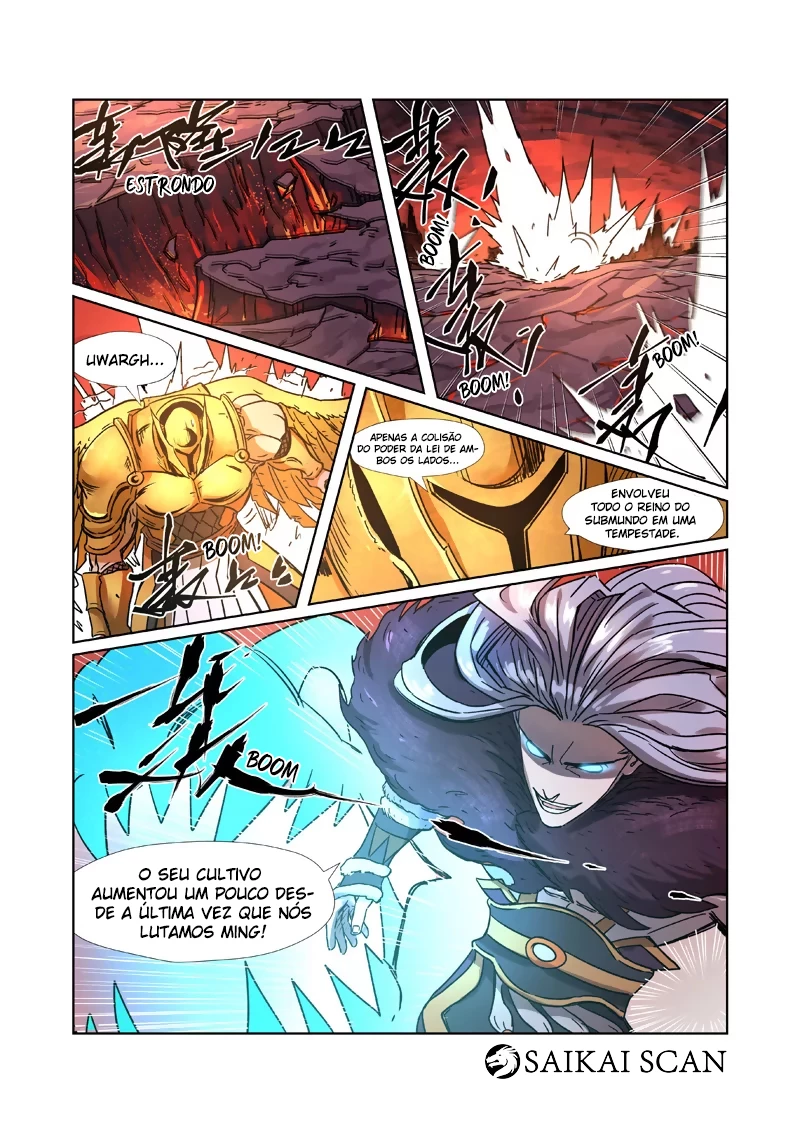 ESTRONDO
BOOM!
BOOM!
BOOM!
UWARGH...
BOOM!
APENAS A COLISÃO
DO PODER DA LEI DE AM-
BOS OS LADOS...
ENVOLVEU
TODO O REINO DO
SUBMUNDO EM UMA
TEMPESTADE.
BOOM
O SEU CULTIVO
AUMENTOU UM POUCO DES-
DE A ÚLTIMA VEZ QUE NÓS
LUTAMOS MING!
SAIKAI SCAN